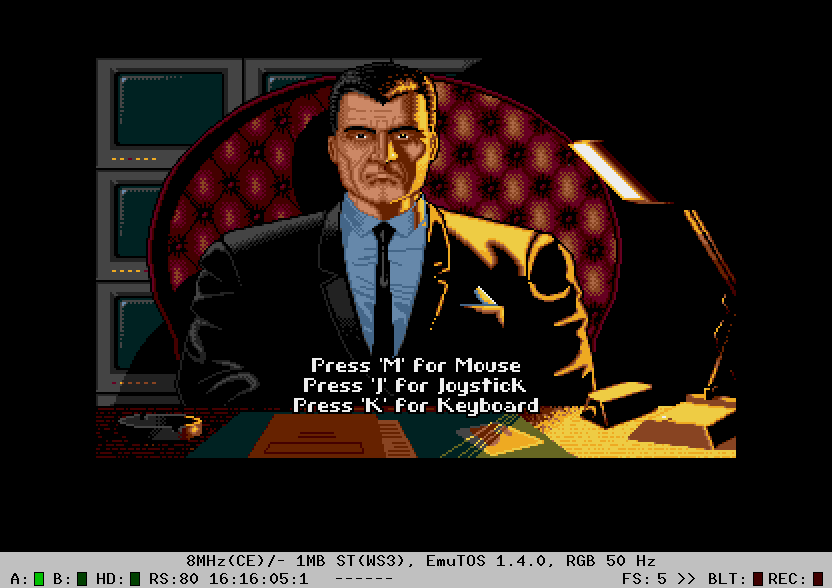 Press 'M' for Mouse
Press 'J' for Joystick
Press 'K' for Keyboard
8MHz(CE)/- 1MB ST(WS3), EmuTOS 1.4.0, RGB 50 Hz
A: B: HD: RS:80 16:16:05:1 ------ FS: 5 >> BLT: REC: